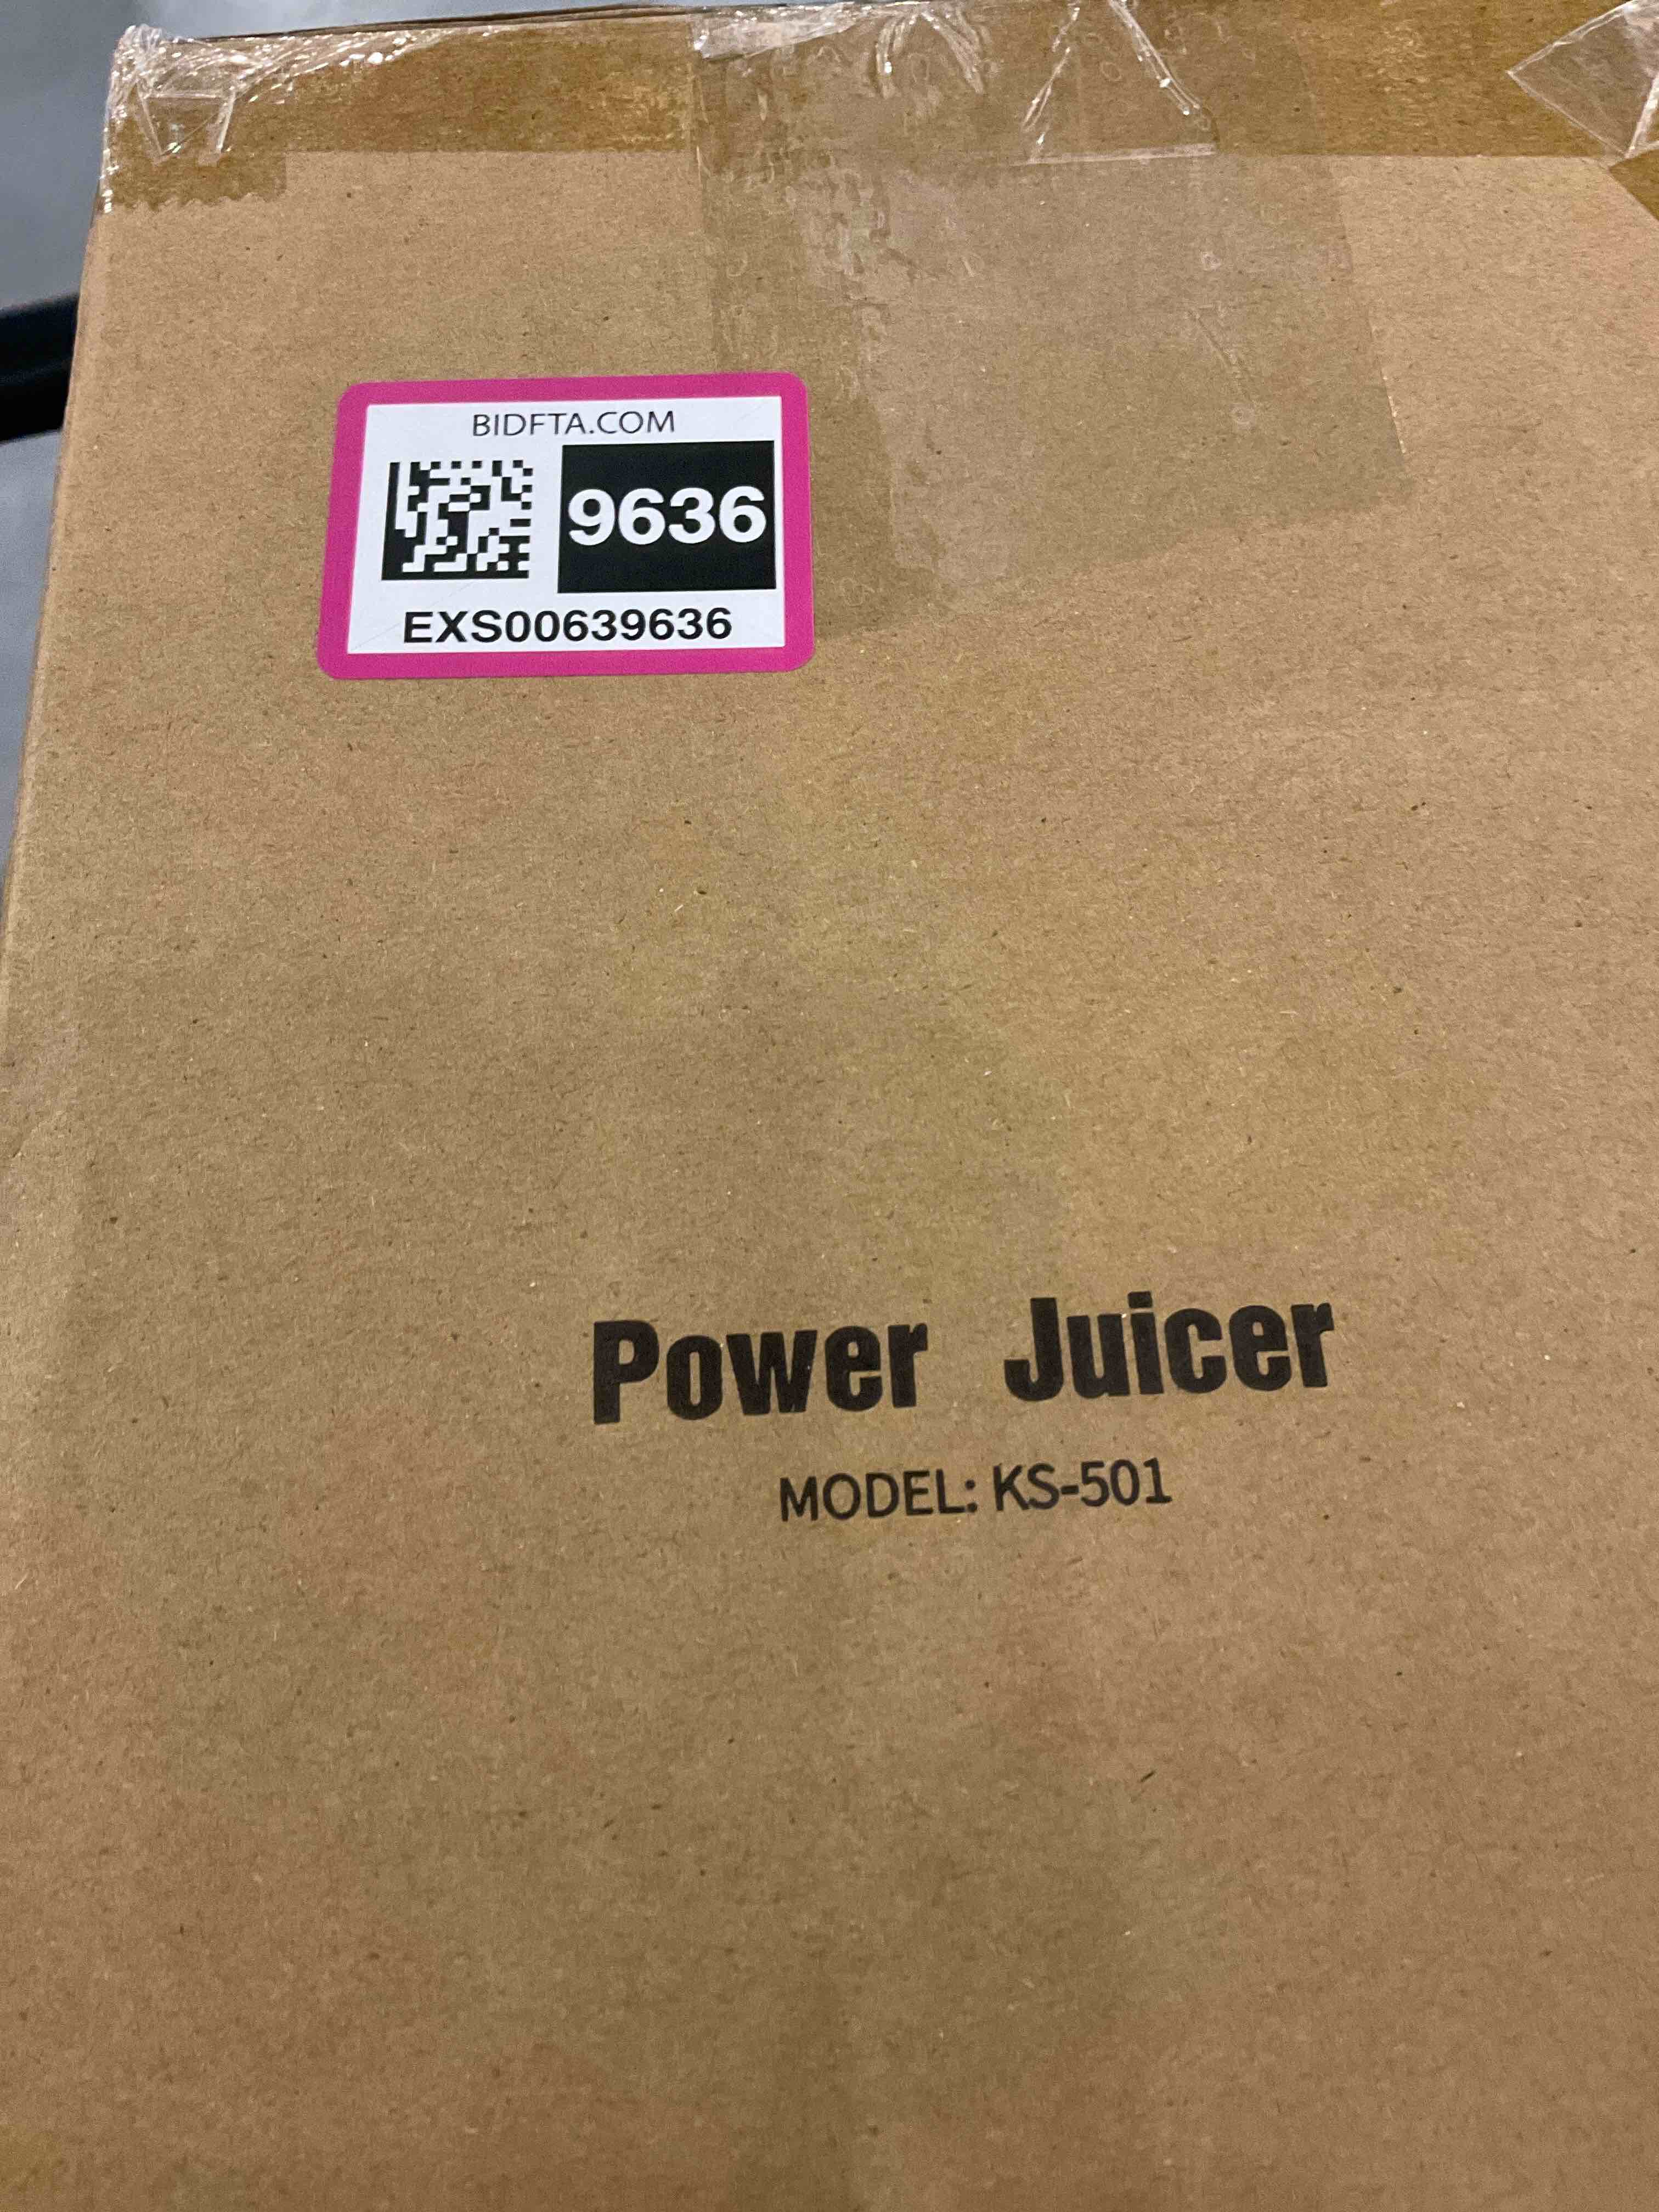 BIDFTA.COM
9636
EXS00639636
Power Juicer
MODEL: KS-501